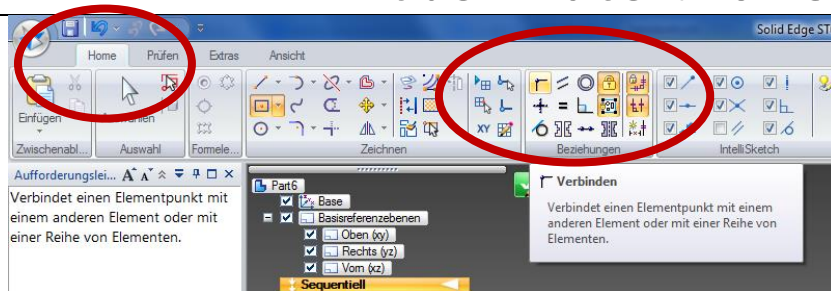 Solid Edge ST
Home Prüfen Extras Ansicht
Einfügen
XY
Zwischenabl... Auswahl Formele... Zeichnen Beziehungen IntelliSketch
Aufforderungslei...
Verbindet einen Elementpunkt mit
einem anderen Element oder mit
einer Reihe von Elementen.
Part6
Base
Basisreferenzebenen
Oben (xy)
Rechts (yz)
Vorn (xz)
Sequentiell
Verbinden
Verbindet einen Elementpunkt mit einem
anderen Element oder mit einer Reihe von
Elementen.